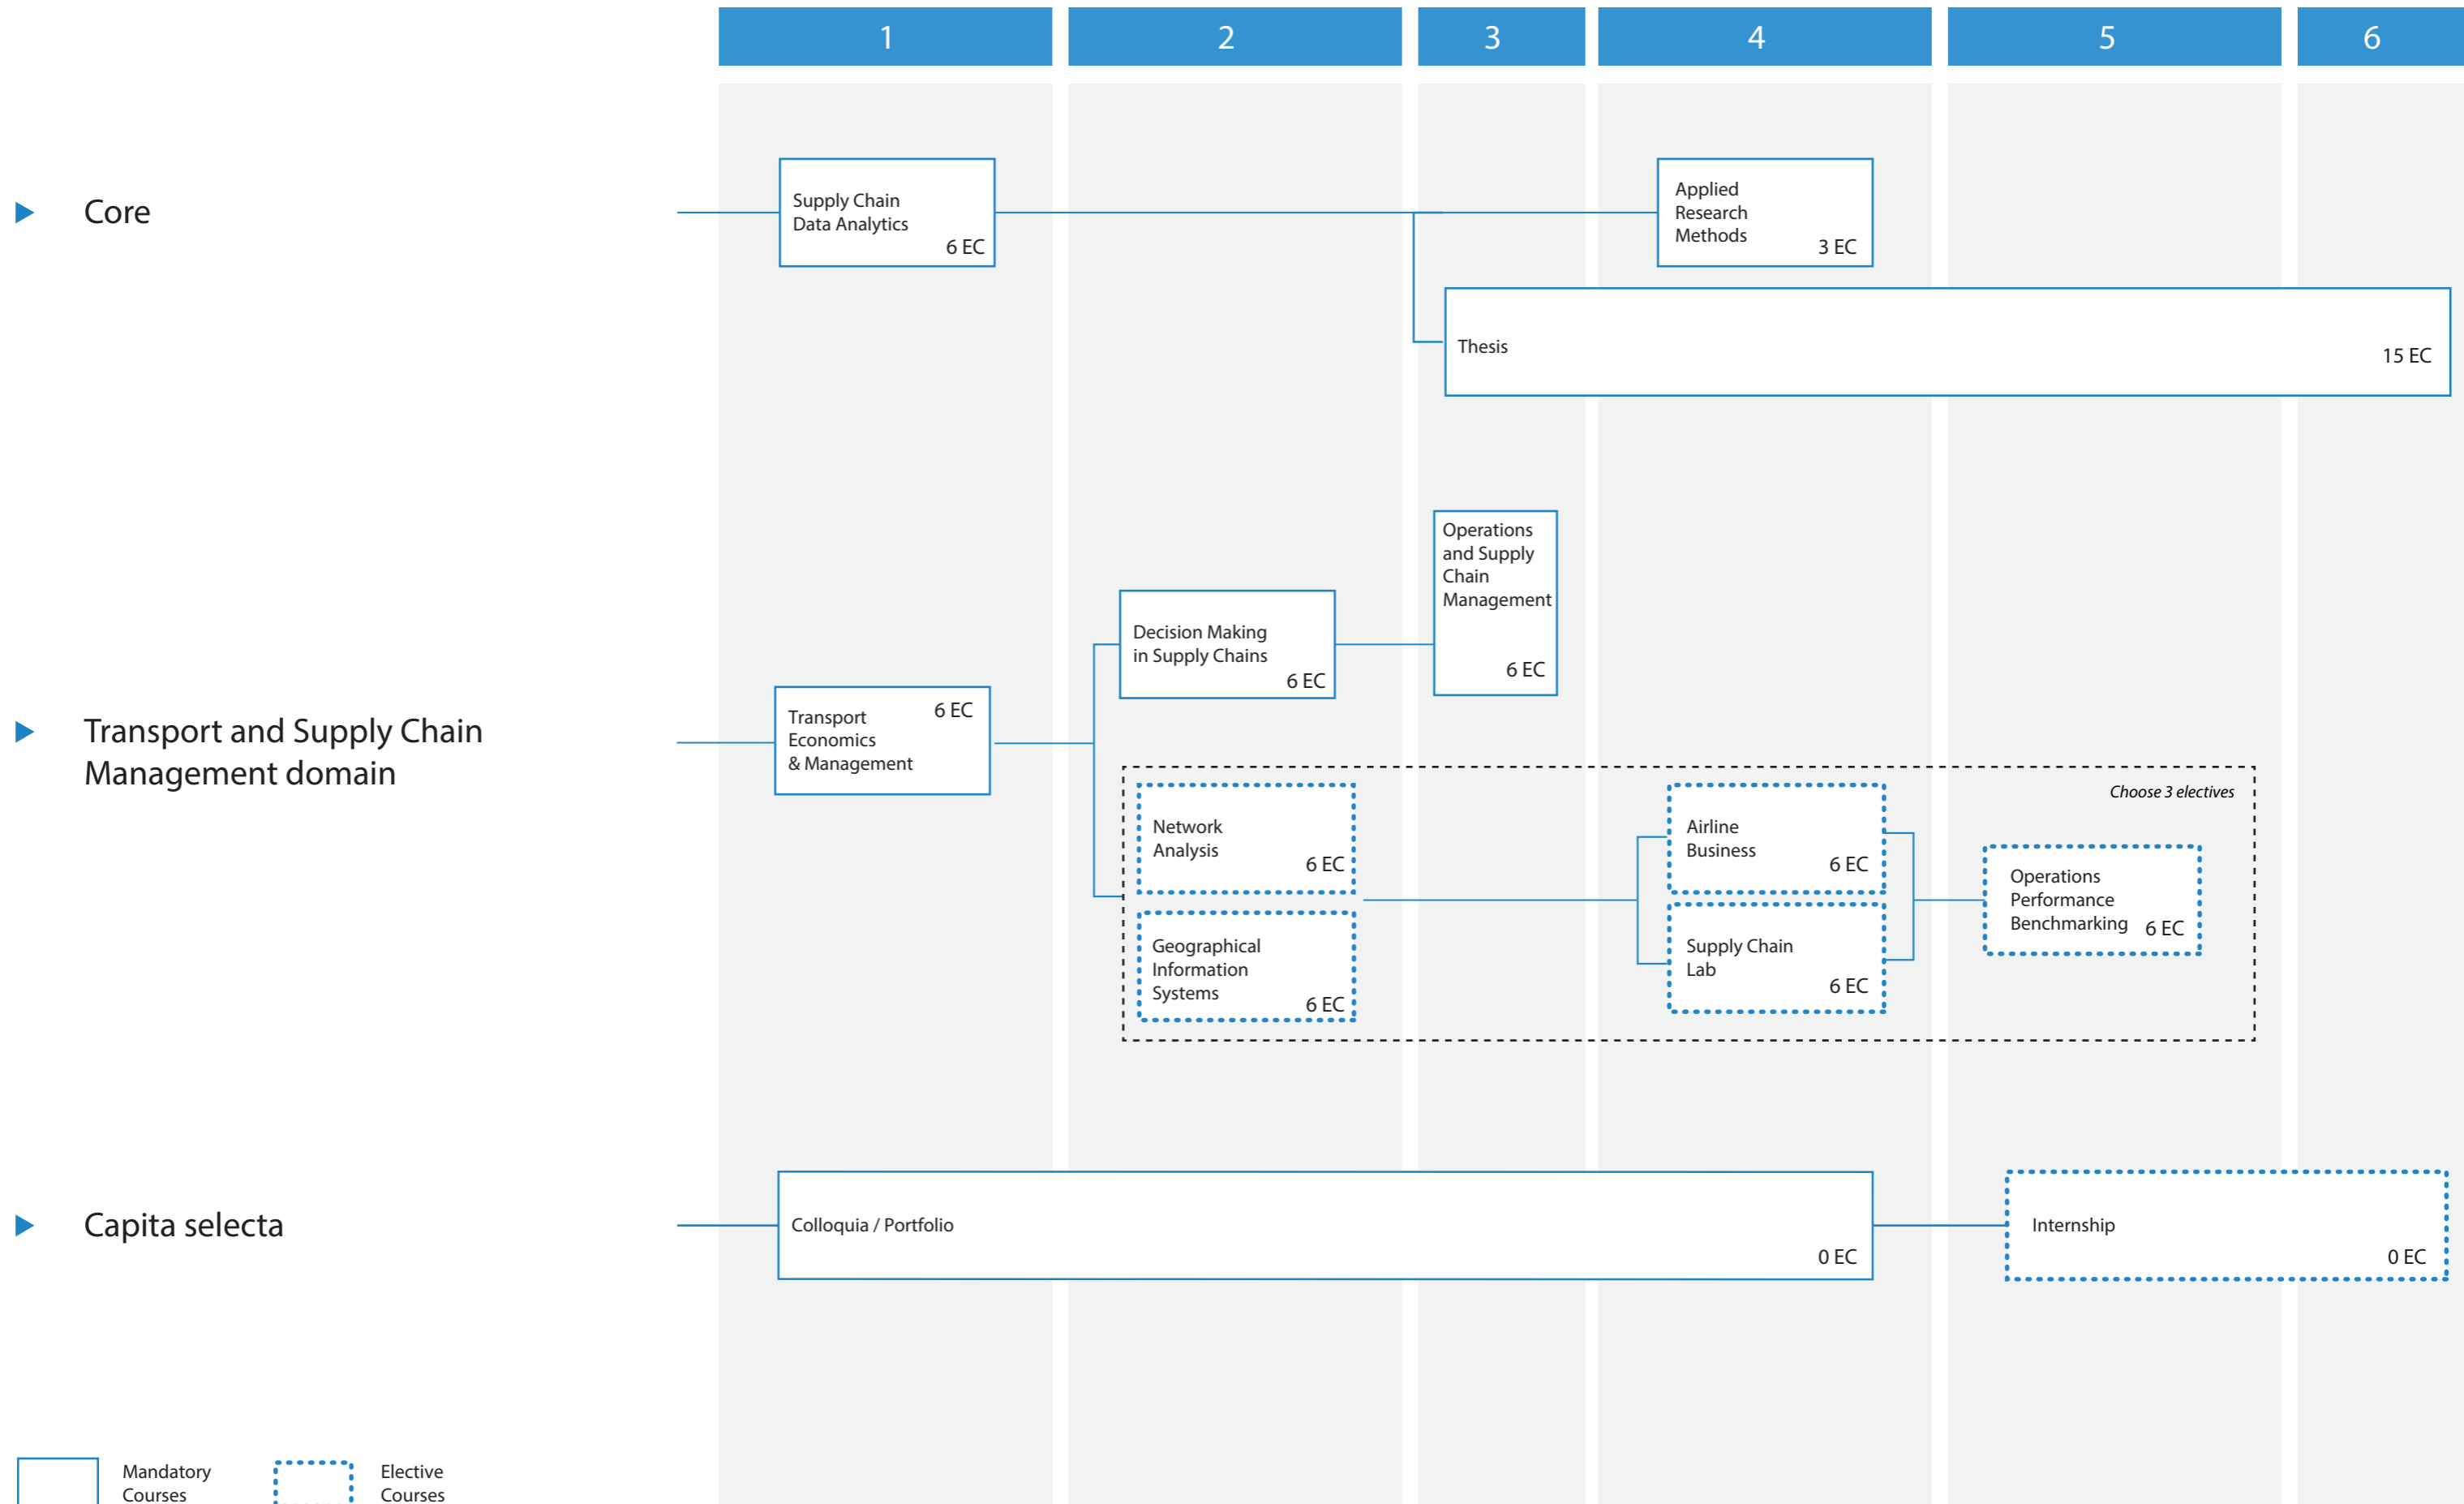 1
2
3
4
5
6
Core
Supply Chain
Data Analytics
6 EC
Applied
Research
Methods
3 EC
Thesis
15 EC
Transport and Supply Chain
Management domain
Transport
Economics
& Management
6 EC
Decision Making
in Supply Chains
6 EC
Operations
and Supply
Chain
Management
6 EC
Choose 3 electives
Network
Analysis
6 EC
Geographical
Information
Systems
6 EC
Airline
Business
6 EC
Supply Chain
Lab
6 EC
Operations
Performance
Benchmarking
6 EC
Capita selecta
Colloquia / Portfolio
0 EC
Internship
0 EC
Mandatory
Courses
Elective
Courses